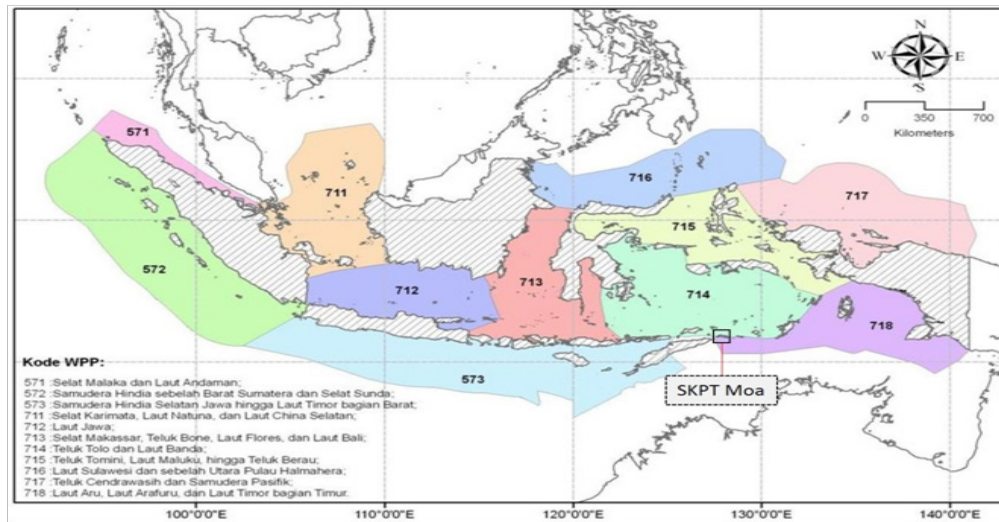 N
W E
S
0 350 700
Kilometers
571
711
716
717
715
572
713
712
714
718
573
SKPT Moa
Kode WPP:
571 :Selat Malaka dan Laut Andaman;
572 :Samudera Hindia sebelah Barat Sumatera dan Selat Sunda;
573 :Samudera Hindia Selatan Jawa hingga Laut Timor bagian Barat;
711 :Selat Karimata, Laut Natuna, dan Laut China Selatan;
712 :Laut Jawa;
713 :Selat Makassar, Teluk Bone, Laut Flores, dan Laut Bali;
714 :Teluk Tolo dan Laut Banda;
715 :Teluk Tomini, Laut Maluku, hingga Teluk Berau;
716 :Laut Sulawesi dan sebelah Utara Pulau Halmahera;
717 :Teluk Cendrawasih dan Samudera Pasifik;
718 :Laut Aru, Laut Arafuru, dan Laut Timor bagian Timur.
100°0'0"E 110°0'0"E 120°0'0"E 130°0'0"E 140°0'0"E